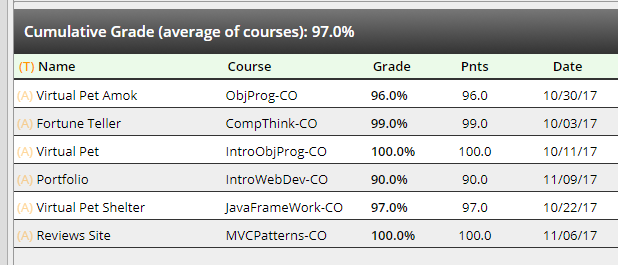 Cumulative Grade (average of courses): 97.0%
(T) Name Course Grade Pnts Date
(A) Virtual Pet Amok ObjProg-CO 96.0% 96.0 10/30/17
(A) Fortune Teller CompThink-CO 99.0% 99.0 10/03/17
(A) Virtual Pet IntroObjProg-CO 100.0% 100.0 10/11/17
(A) Portfolio IntroWebDev-CO 90.0% 90.0 11/09/17
(A) Virtual Pet Shelter JavaFrameWork-CO 97.0% 97.0 10/22/17
(A) Reviews Site MVCPatterns-CO 100.0% 100.0 11/06/17